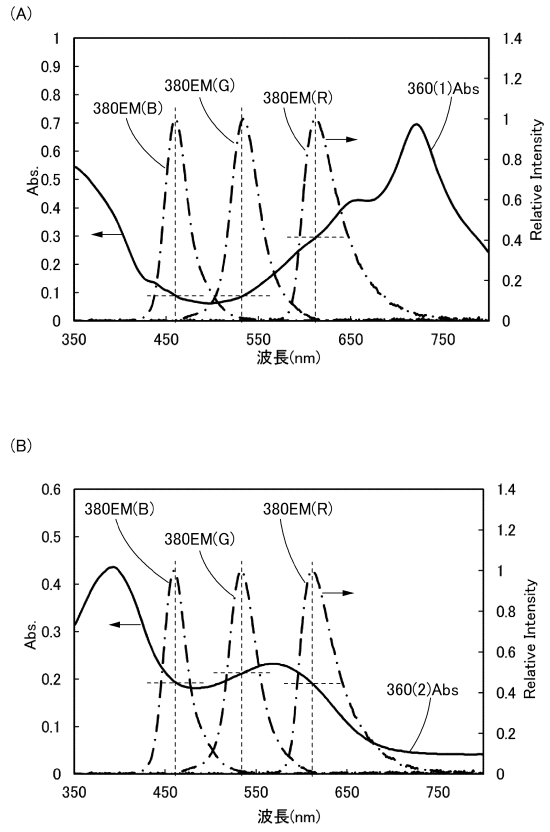 (A)
1
0.9
0.8
0.7
0.6
0.5
0.4
0.3
0.2
0.1
0
Abs.
380EM(B)
380EM(G)
380EM(R)
360(1)Abs
1.4
1.2
1
0.8
0.6
0.4
0.2
0
Relative Intensity
350 450 550 650 750
波長(nm)
(B)
0.6
0.5
0.4
0.3
0.2
0.1
0
Abs.
380EM(B)
380EM(G)
380EM(R)
360(2)Abs
1.4
1.2
1
0.8
0.6
0.4
0.2
0
Relative Intensity
350 450 550 650 750
波長(nm)